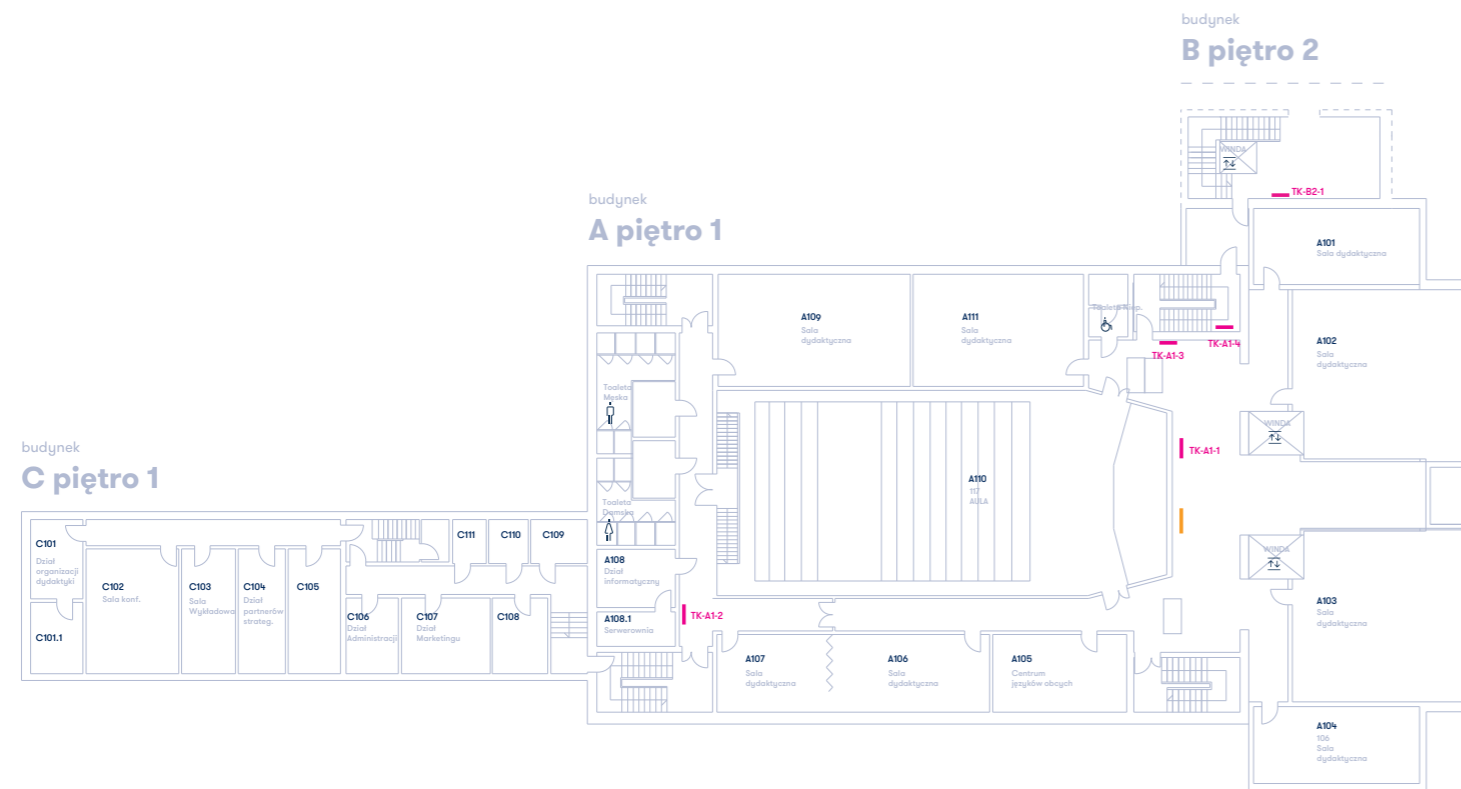 budynek
B piętro 2
WINDA
TK-B2-1
budynek
A piętro 1
A101
Sala dydaktyczna
A109
Sala
dydaktyczna
A111
Sala
dydaktyczna
Toaleta Niep.
TK-A1-3
TK-A1-4
A102
Sala
dydaktyczna
Toaleta
Męska
WINDA
TK-A1-1
budynek
C piętro 1
A110
117
AULA
Toaleta
Damska
C101
Dział
organizacji
dydaktyki
C111
C110
C109
WINDA
A108
Dział
informatyczny
C102
Sala konf.
C103
Sala
Wykładowa
C104
Dział
partnerów
strateg.
C105
C106
Dział
Administracji
C107
Dział
Marketingu
C108
A108.1
Serwerownia
TK-A1-2
A103
Sala
dydaktyczna
C101.1
A107
Sala
dydaktyczna
A106
Sala
dydaktyczna
A105
Centrum
języków obcych
A104
106
Sala
dydaktyczna